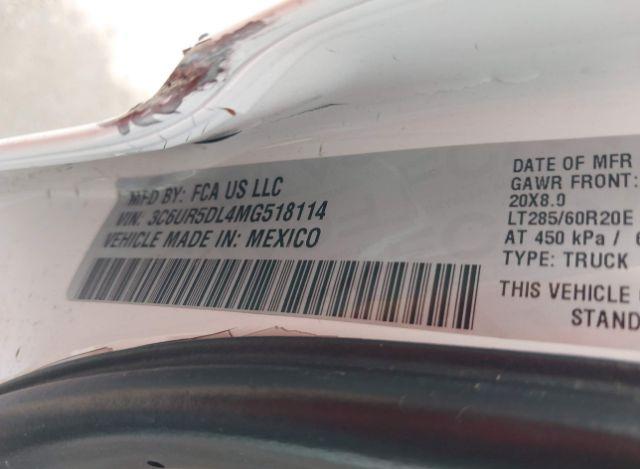 MFD BY: FCA US LLC
VIN: 3C6UR5DL4MG518114
VEHICLE MADE IN: MEXICO
DATE OF MFR
GAWR FRONT:
20X8.0
LT285/60R20E
AT 450 kPa /
TYPE: TRUCK
THIS VEHICLE
STAND